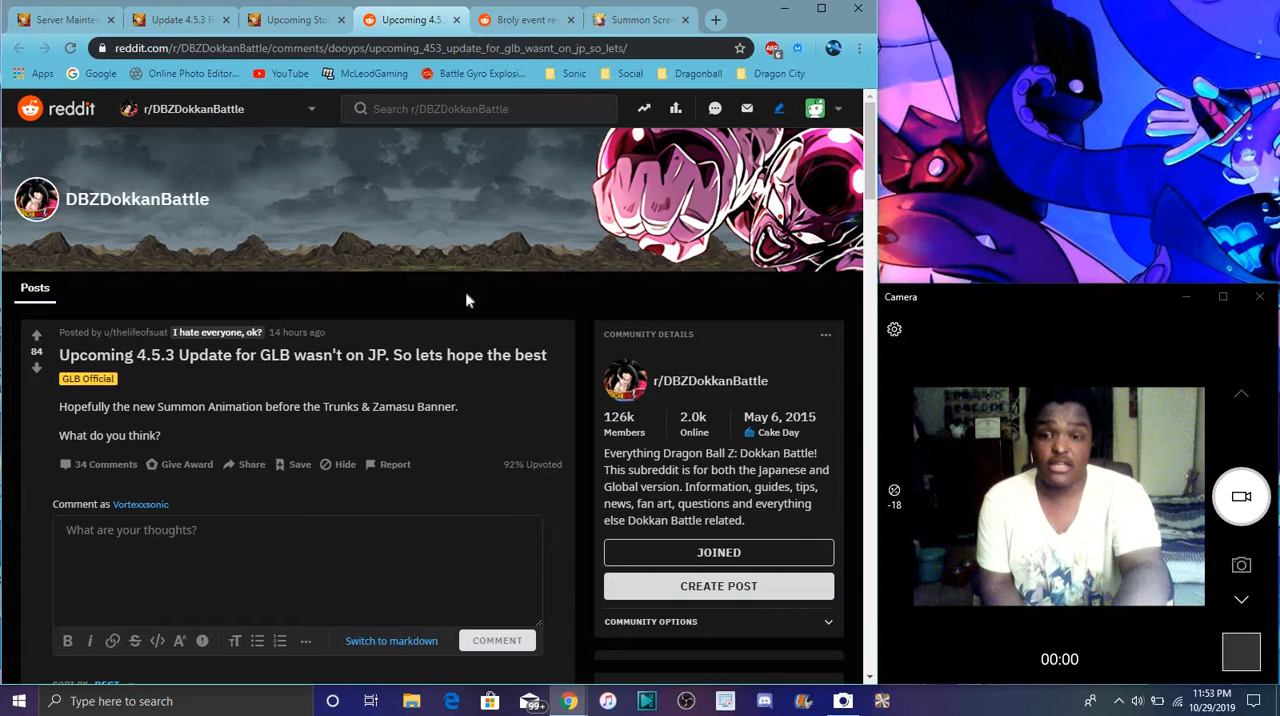 Server Mainten
Update 4.5.3 R
Upcoming Sto
Upcoming 4.5.
Broly event re
Summon Scre
reddit.com/r/DBZDokkanBattle/comments/dooyps/upcoming_453_update_for_glb_wasnt_on_jp_so_lets/
ABP
6
Apps
Google
Online Photo Editor...
YouTube
McLeodGaming
Battle Gyro Explosi...
Sonic
Social
Dragonball
Dragon City
reddit
r/DBZDokkanBattle
Search r/DBZDokkanBattle
DBZDokkanBattle
Posts
Posted by u/thelifeofsuat I hate everyone, ok? 14 hours ago
84
Upcoming 4.5.3 Update for GLB wasn't on JP. So lets hope the best
GLB Official
Hopefully the new Summon Animation before the Trunks & Zamasu Banner.
What do you think?
34 Comments
Give Award
Share
Save
Hide
Report
92% Upvoted
Comment as Vortexxsonic
What are your thoughts?
B i
Switch to markdown
COMMENT
SORT BY BEST
COMMUNITY DETAILS
r/DBZDokkanBattle
126k 2.0k May 6, 2015
Members Online Cake Day
Everything Dragon Ball Z: Dokkan Battle!
This subreddit is for both the Japanese and
Global version. Information, guides, tips,
news, fan art, questions and everything
else Dokkan Battle related.
JOINED
CREATE POST
COMMUNITY OPTIONS
Camera
-18
00:00
Type here to search
99+
11:53 PM
10/29/2019